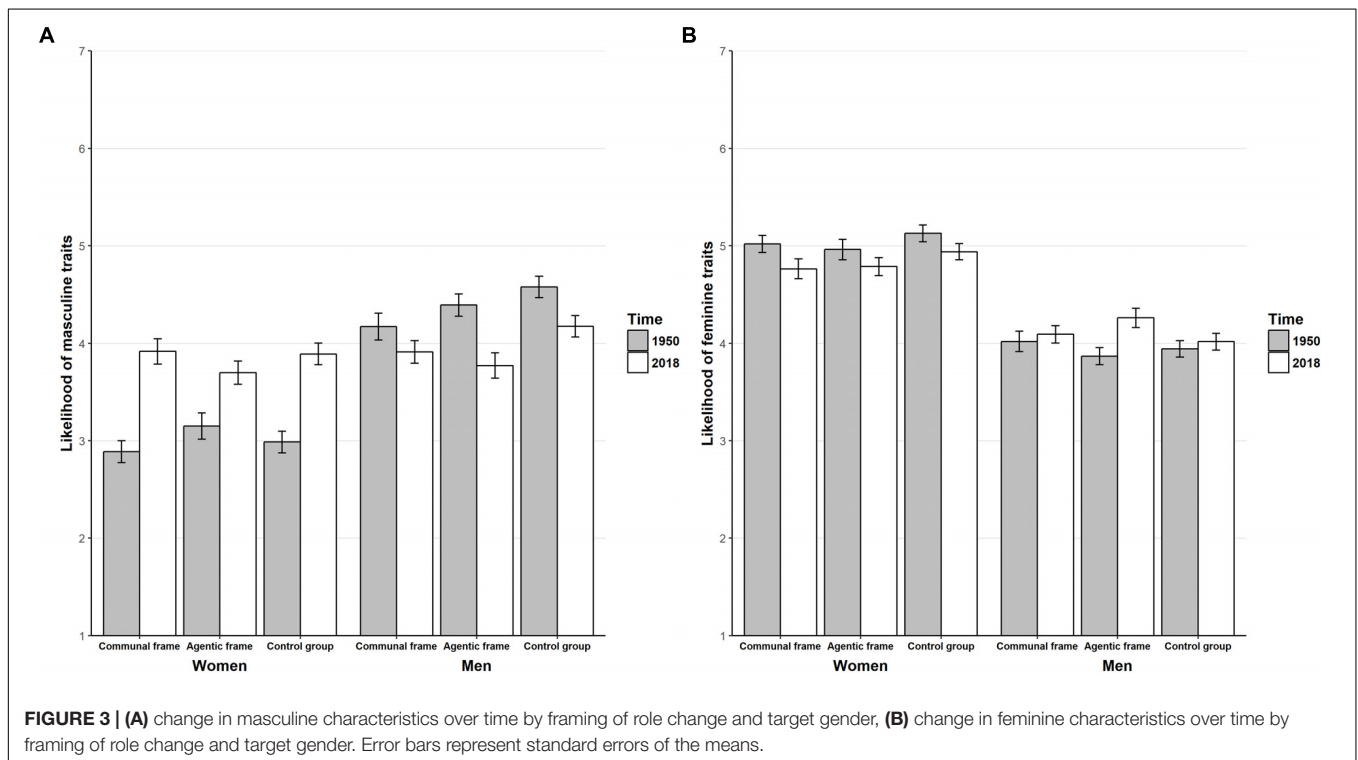 A
7
6
5
4
3
2
1
Likelihood of masculine traits
Communal frame Agentic frame Control group Communal frame Agentic frame Control group
Women Men
Time
1950
2018
B
7
6
5
4
3
2
1
Likelihood of feminine traits
Communal frame Agentic frame Control group Communal frame Agentic frame Control group
Women Men
Time
1950
2018
FIGURE 3 | (A) change in masculine characteristics over time by framing of role change and target gender, (B) change in feminine characteristics over time by
framing of role change and target gender. Error bars represent standard errors of the means.